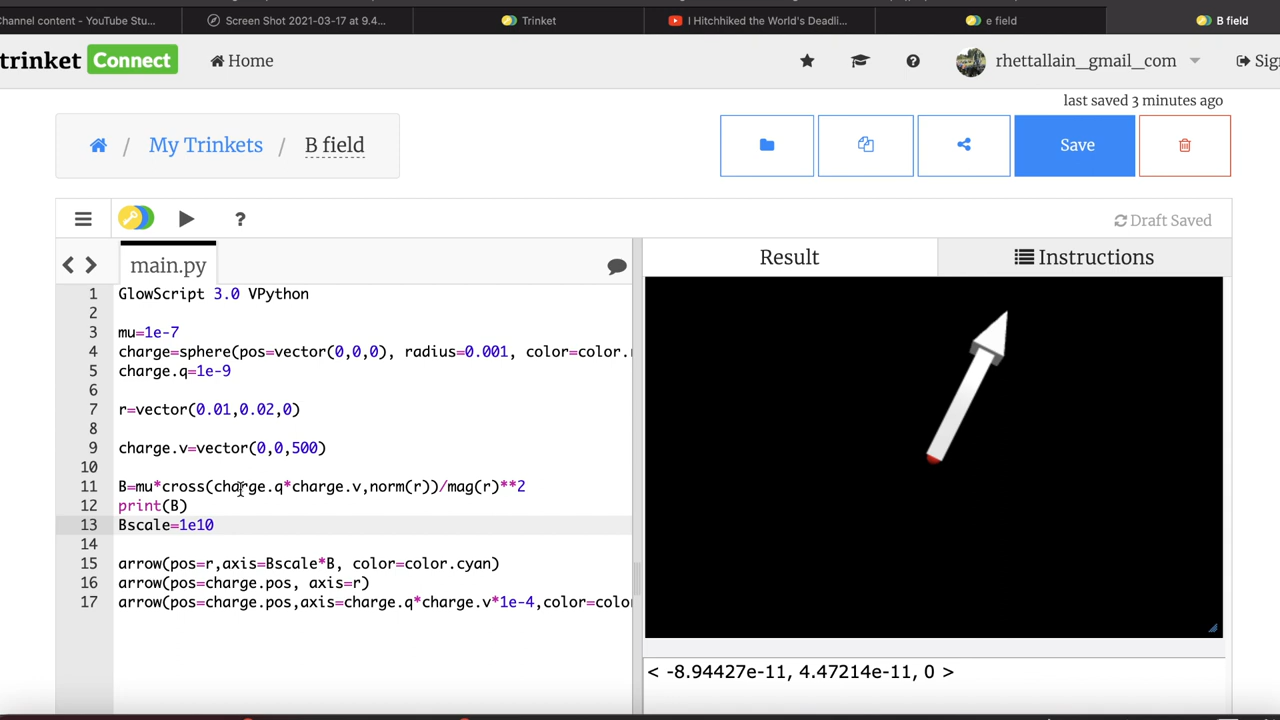 Channel content - YouTube Stu...
Screen Shot 2021-03-17 at 9.4...
Trinket
I Hitchhiked the World's Deadli...
e field
B field
trinket Connect
Home
?
rhettallain_gmail_com
Sig
last saved 3 minutes ago
/ My Trinkets / B field
Save
?
Draft Saved
main.py
Result
Instructions
1 GlowScript 3.0 VPython
2
3 mu=1e-7
4 charge=sphere(pos=vector(0,0,0), radius=0.001, color=color.
5 charge.q=1e-9
6
7 r=vector(0.01,0.02,0)
8
9 charge.v=vector(0,0,500)
10
11 B=mu*cross(charge.q*charge.v,norm(r))/mag(r)**2
12 print(B)
13 Bscale=1e10
14
15 arrow(pos=r,axis=Bscale*B, color=color.cyan)
16 arrow(pos=charge.pos, axis=r)
17 arrow(pos=charge.pos,axis=charge.q*charge.v*1e-4,color=colo
< -8.94427e-11, 4.47214e-11, 0 >